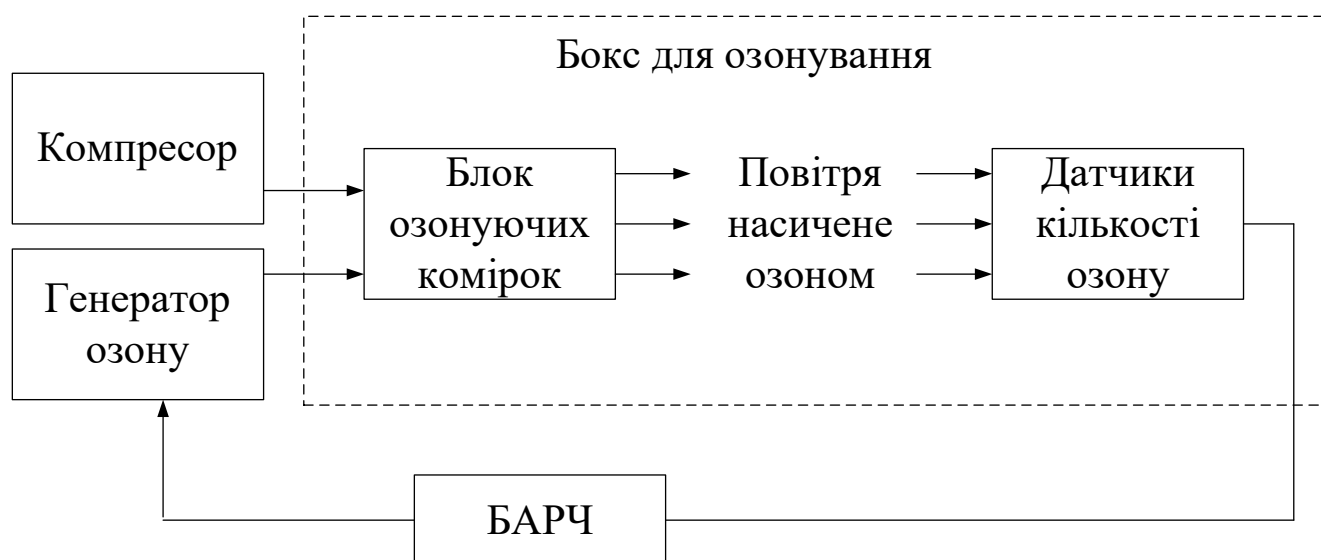 Бокс для озонування
Компресор
Генератор
озону
Блок
озонуючих
комірок
Повітря
насичене
озоном
Датчики
кількості
озону
БАРЧ